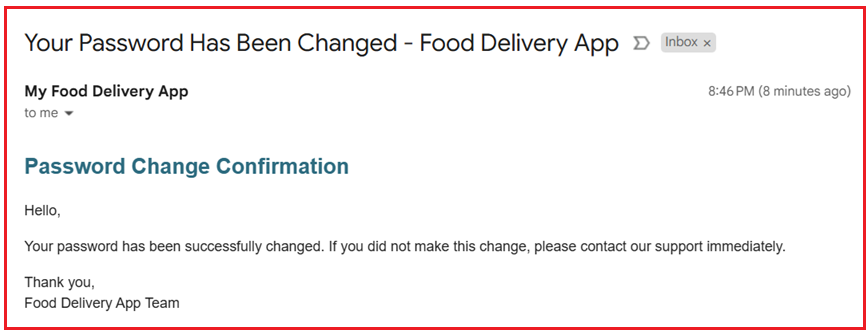 Your Password Has Been Changed - Food Delivery App Inbox x
My Food Delivery App 8:46 PM (8 minutes ago)
to me
Password Change Confirmation
Hello,
Your password has been successfully changed. If you did not make this change, please contact our support immediately.
Thank you,
Food Delivery App Team